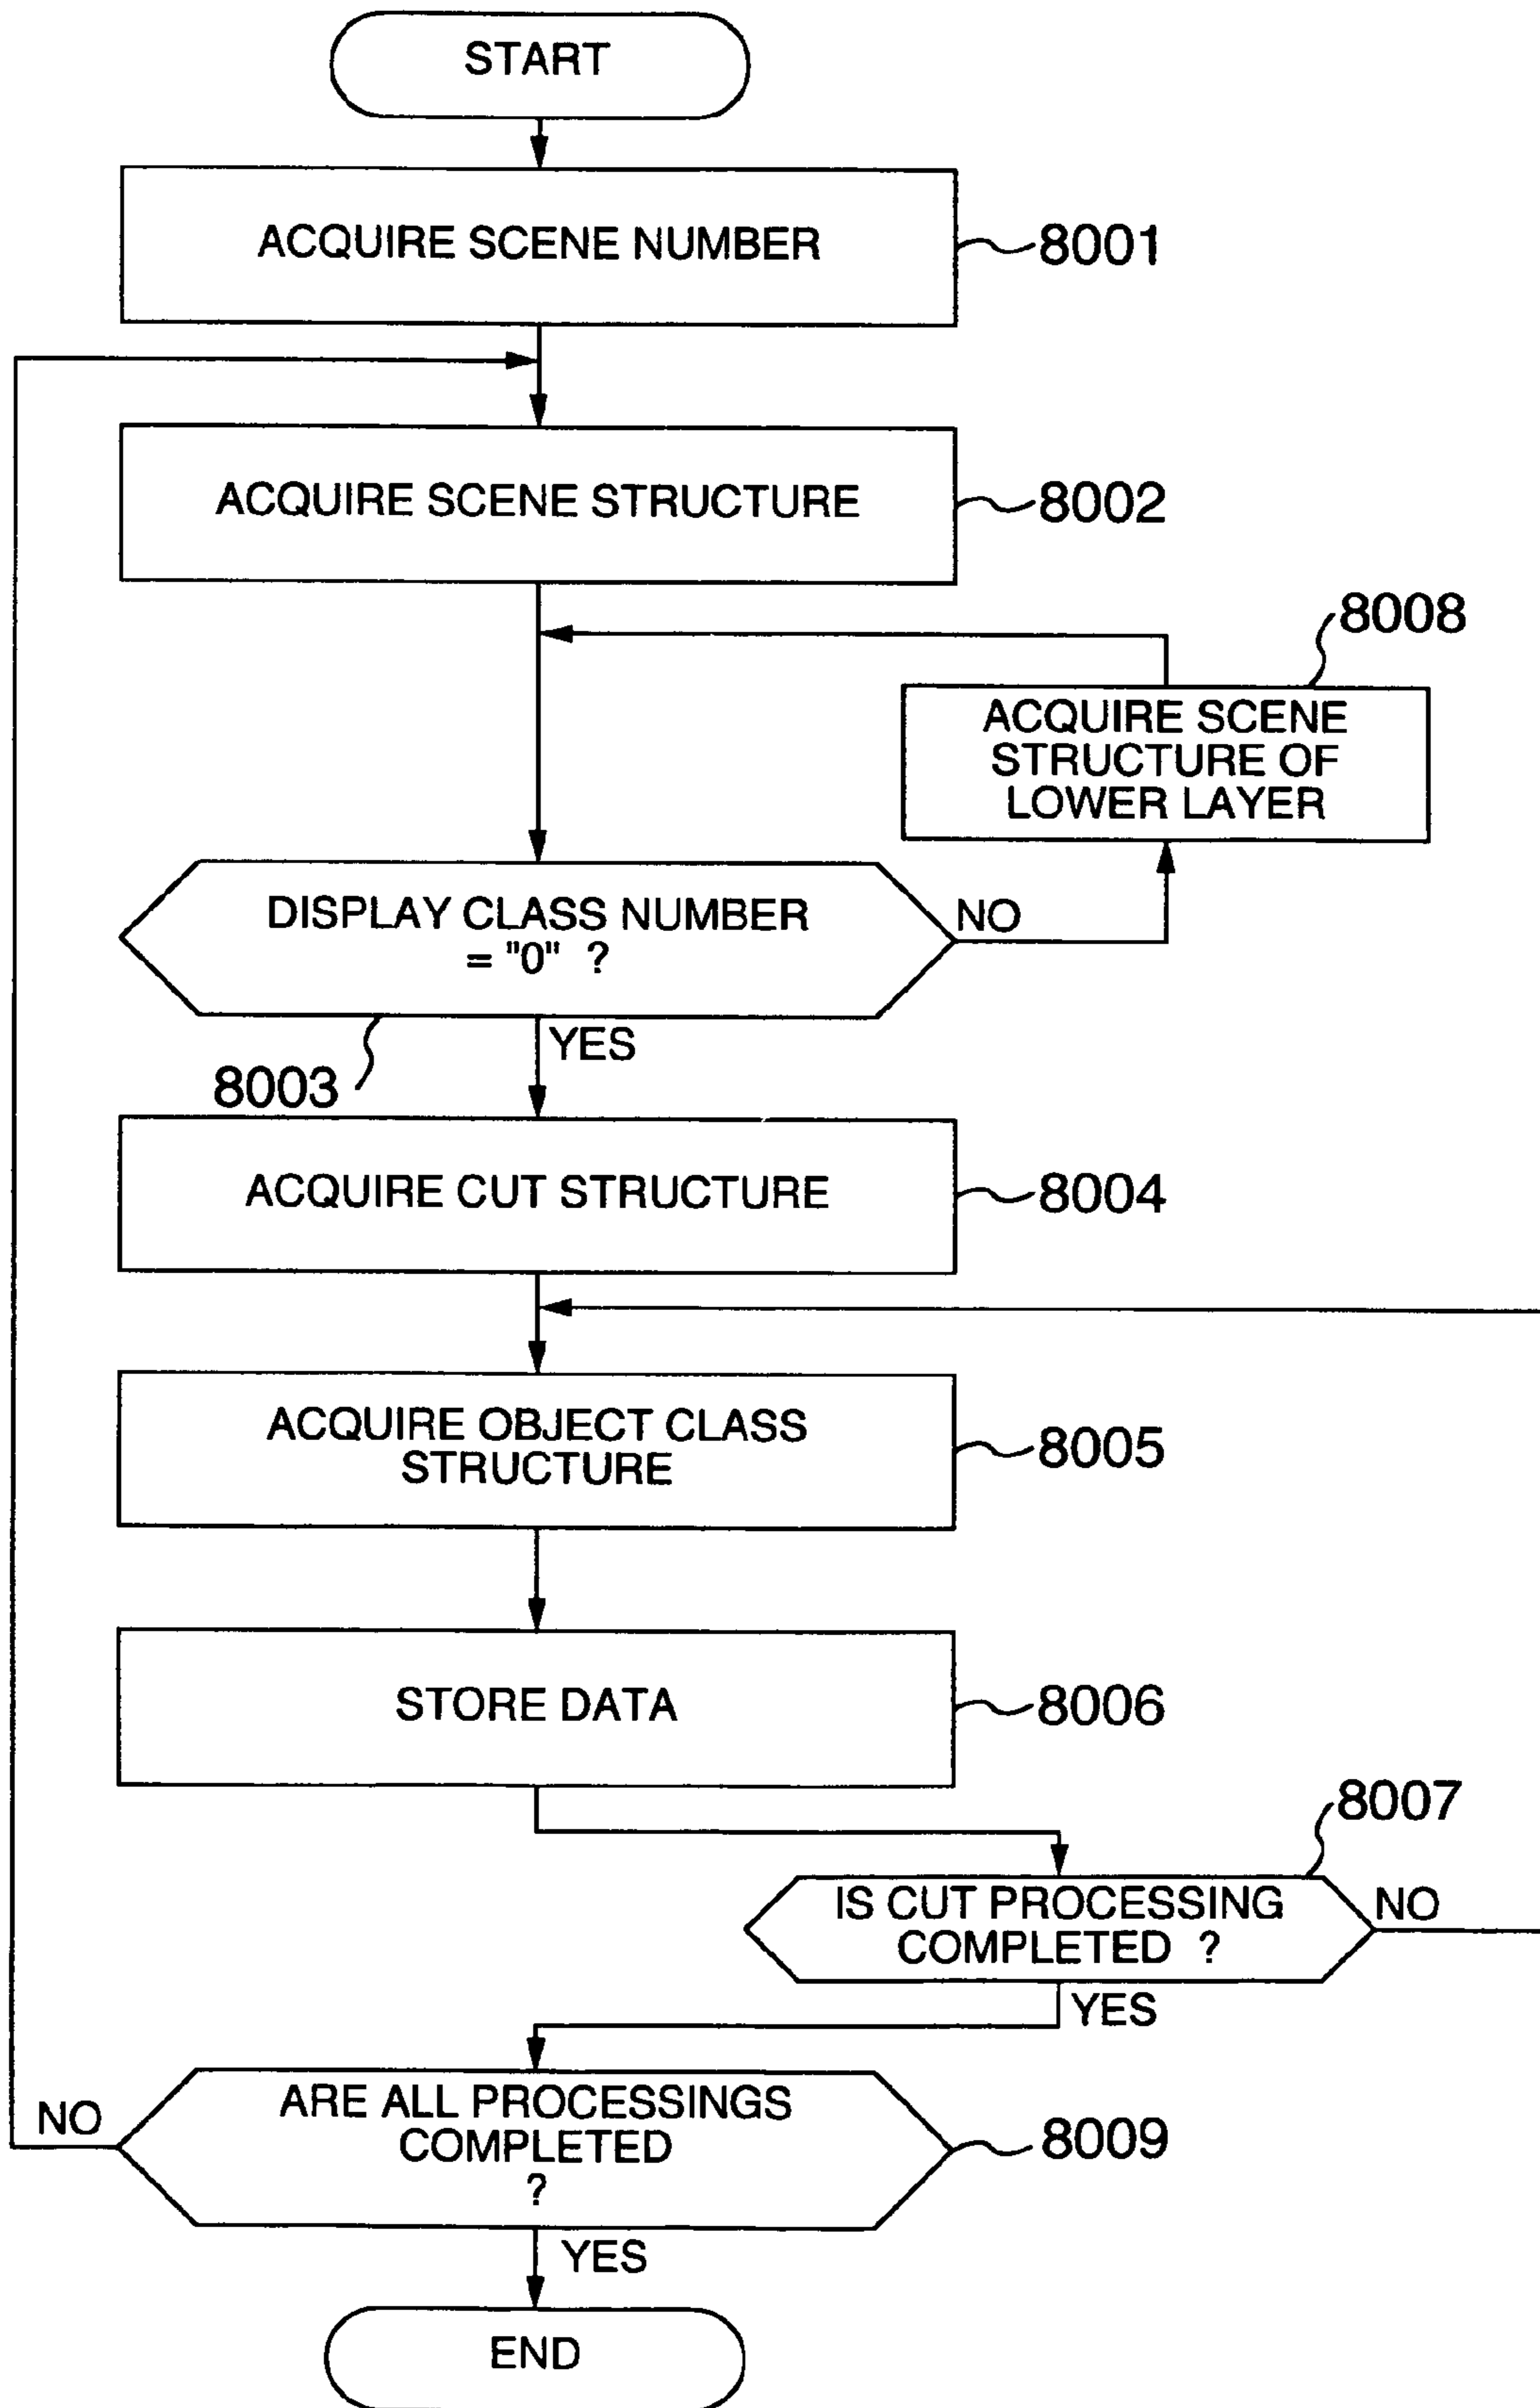 START
ACQUIRE SCENE NUMBER
8001
ACQUIRE SCENE STRUCTURE
8002
8008
ACQUIRE SCENE
STRUCTURE OF
LOWER LAYER
DISPLAY CLASS NUMBER
= "0" ?
NO
YES
8003
ACQUIRE CUT STRUCTURE
8004
ACQUIRE OBJECT CLASS
STRUCTURE
8005
STORE DATA
8006
8007
IS CUT PROCESSING
COMPLETED ?
NO
YES
ARE ALL PROCESSINGS
COMPLETED
?
NO
8009
YES
END